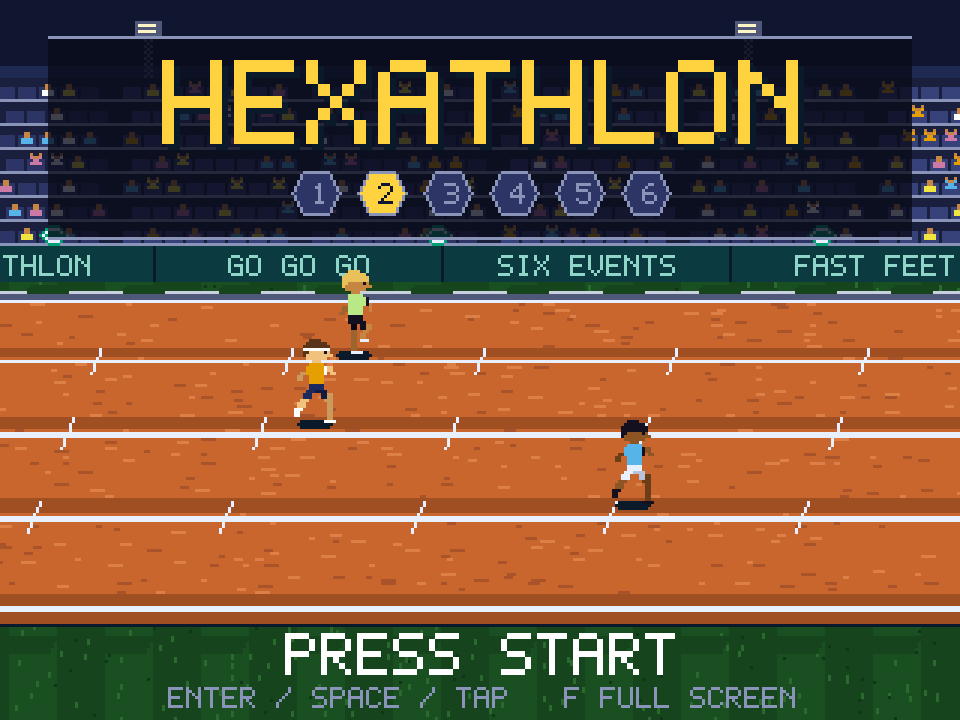 HEXATHLON
1 2 3 4 5 6
THLON GO GO GO SIX EVENTS FAST FEET
PRESS START
ENTER / SPACE / TAP F FULL SCREEN